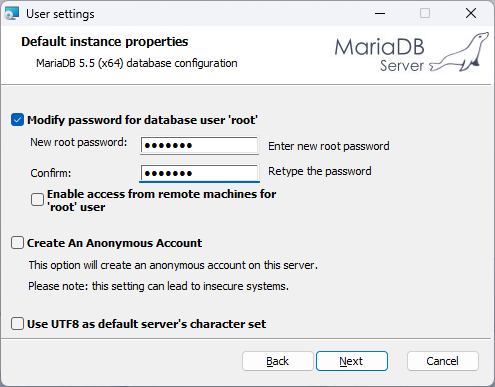 User settings
Default instance properties
MariaDB 5.5 (x64) database configuration
MariaDB
Server
Modify password for database user 'root'
New root password: ●●●●●●● Enter new root password
Confirm: ●●●●●●● Retype the password
Enable access from remote machines for
'root' user
Create An Anonymous Account
This option will create an anonymous account on this server.
Please note: this setting can lead to insecure systems.
Use UTF8 as default server's character set
Back Next Cancel